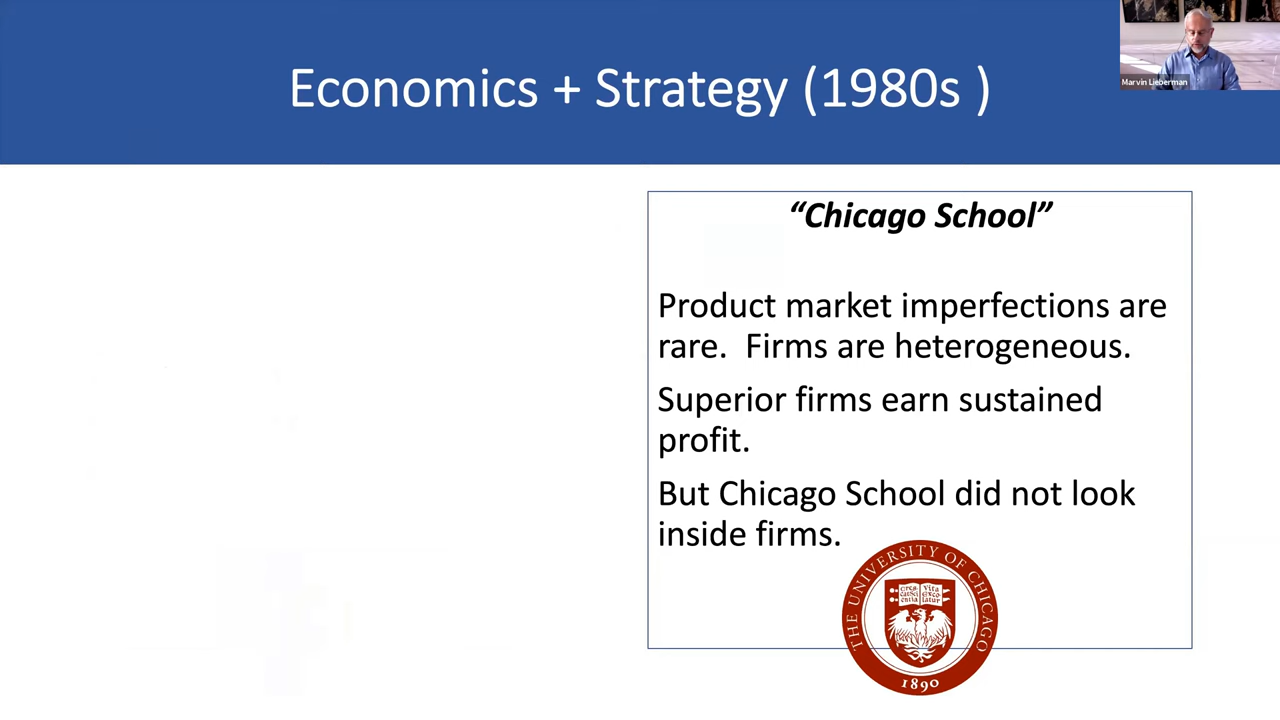 Economics + Strategy (1980s )
Marvin Lieberman
“Chicago School”
Product market imperfections are
rare.  Firms are heterogeneous.
Superior firms earn sustained
profit.
But Chicago School did not look
inside firms.
THE UNIVERSITY OF CHICAGO
1890